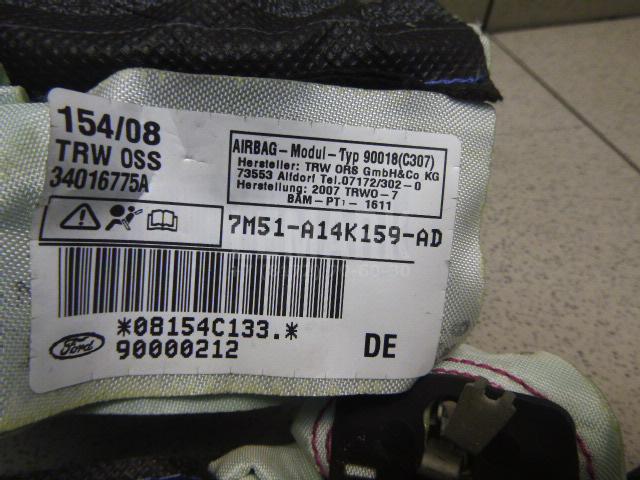 154/08
TRW OSS
34016775A
AIRBAG-Modul-Typ 90018(C307)
Hersteller: TRW ORS GmbH&Co KG
73553 Alfdorf Tel.07172/302-0
Herstellung: 2007 TRWO-7
BAM-PT1-1611
7M51-A14K159-AD
*08154C133.*
Ford
90000212
DE